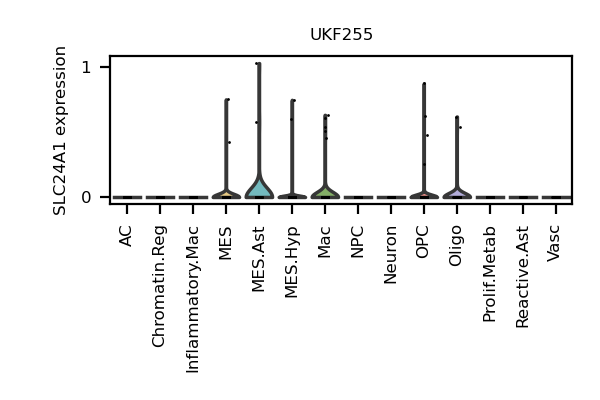 UKF255
SLC24A1 expression
1
0
AC
Chromatin.Reg
Inflammatory.Mac
MES
MES.Ast
MES.Hyp
Mac
NPC
Neuron
OPC
Oligo
Prolif.Metab
Reactive.Ast
Vasc